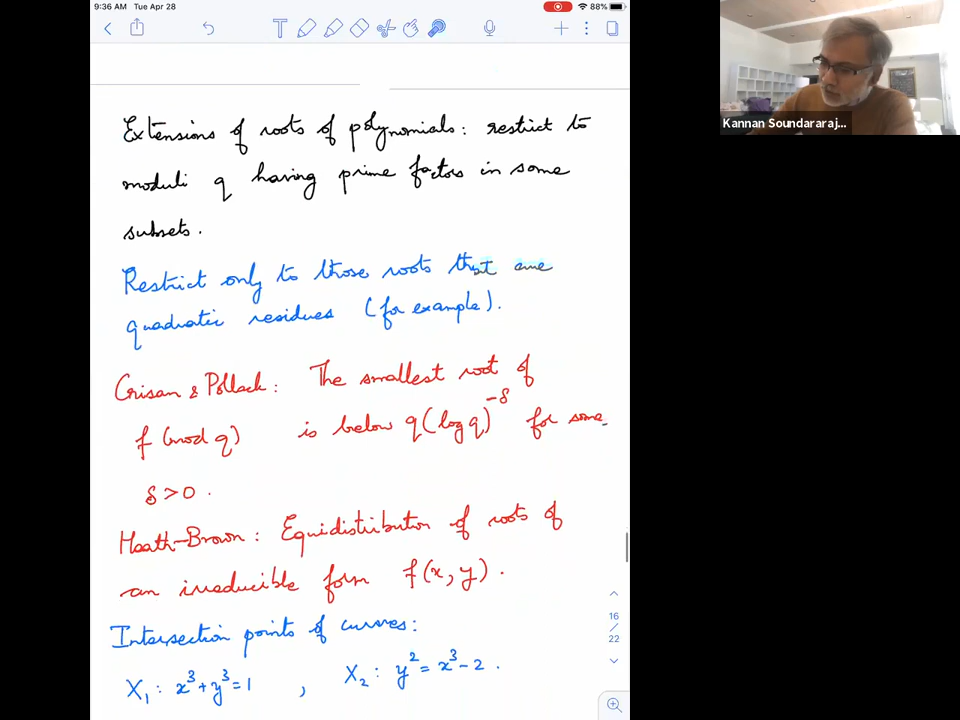 9:36 AM Tue Apr 28
88%
Kannan Soundararaj...
Extensions of roots of polynomials: restrict to
moduli q having prime factors in some
subsets.
Restrict only to those roots that are
quadratic residues (for example).
Crisan & Pollack: The smallest root of
f (mod q) is below q(log q)^{-δ} for some
δ > 0.
Heath-Brown: Equidistribution of roots of
an irreducible form f(x, y).
Intersection points of curves:
X₁: x³+y³=1 , X₂: y² = x³-2.
16
/
22